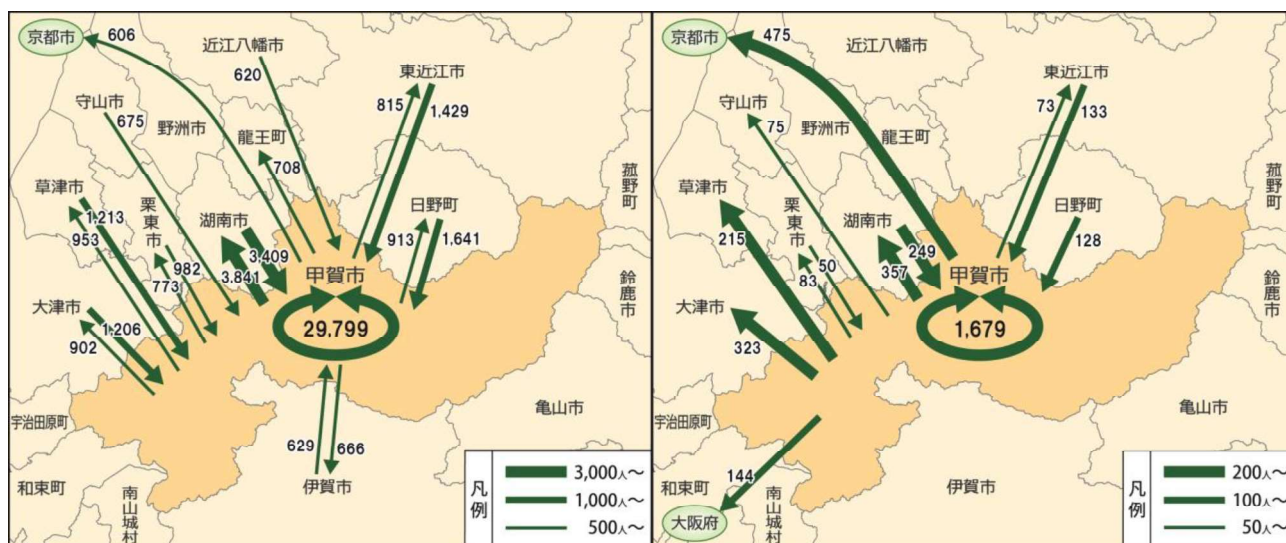 京都市
606
近江八幡市
620
東近江市
815
1,429
守山市
675
野洲市
龍王町
708
菰野町
草津市
1,213
953
栗東市
982
773
湖南市
3,409
3,841
日野町
913
1,641
甲賀市
29,799
鈴鹿市
大津市
1,206
902
宇治田原町
亀山市
629
666
伊賀市
和束町
南山城村
凡例
3,000人～
1,000人～
500人～
京都市
475
近江八幡市
東近江市
73
133
守山市
75
野洲市
龍王町
菰野町
草津市
215
栗東市
50
83
湖南市
249
357
日野町
128
甲賀市
1,679
鈴鹿市
大津市
323
宇治田原町
亀山市
144
和束町
南山城村
伊賀市
大阪府
凡例
200人～
100人～
50人～